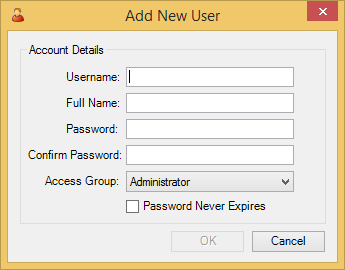 Add New User
Account Details
Username:
Full Name:
Password:
Confirm Password:
Access Group: Administrator
Password Never Expires
OK Cancel